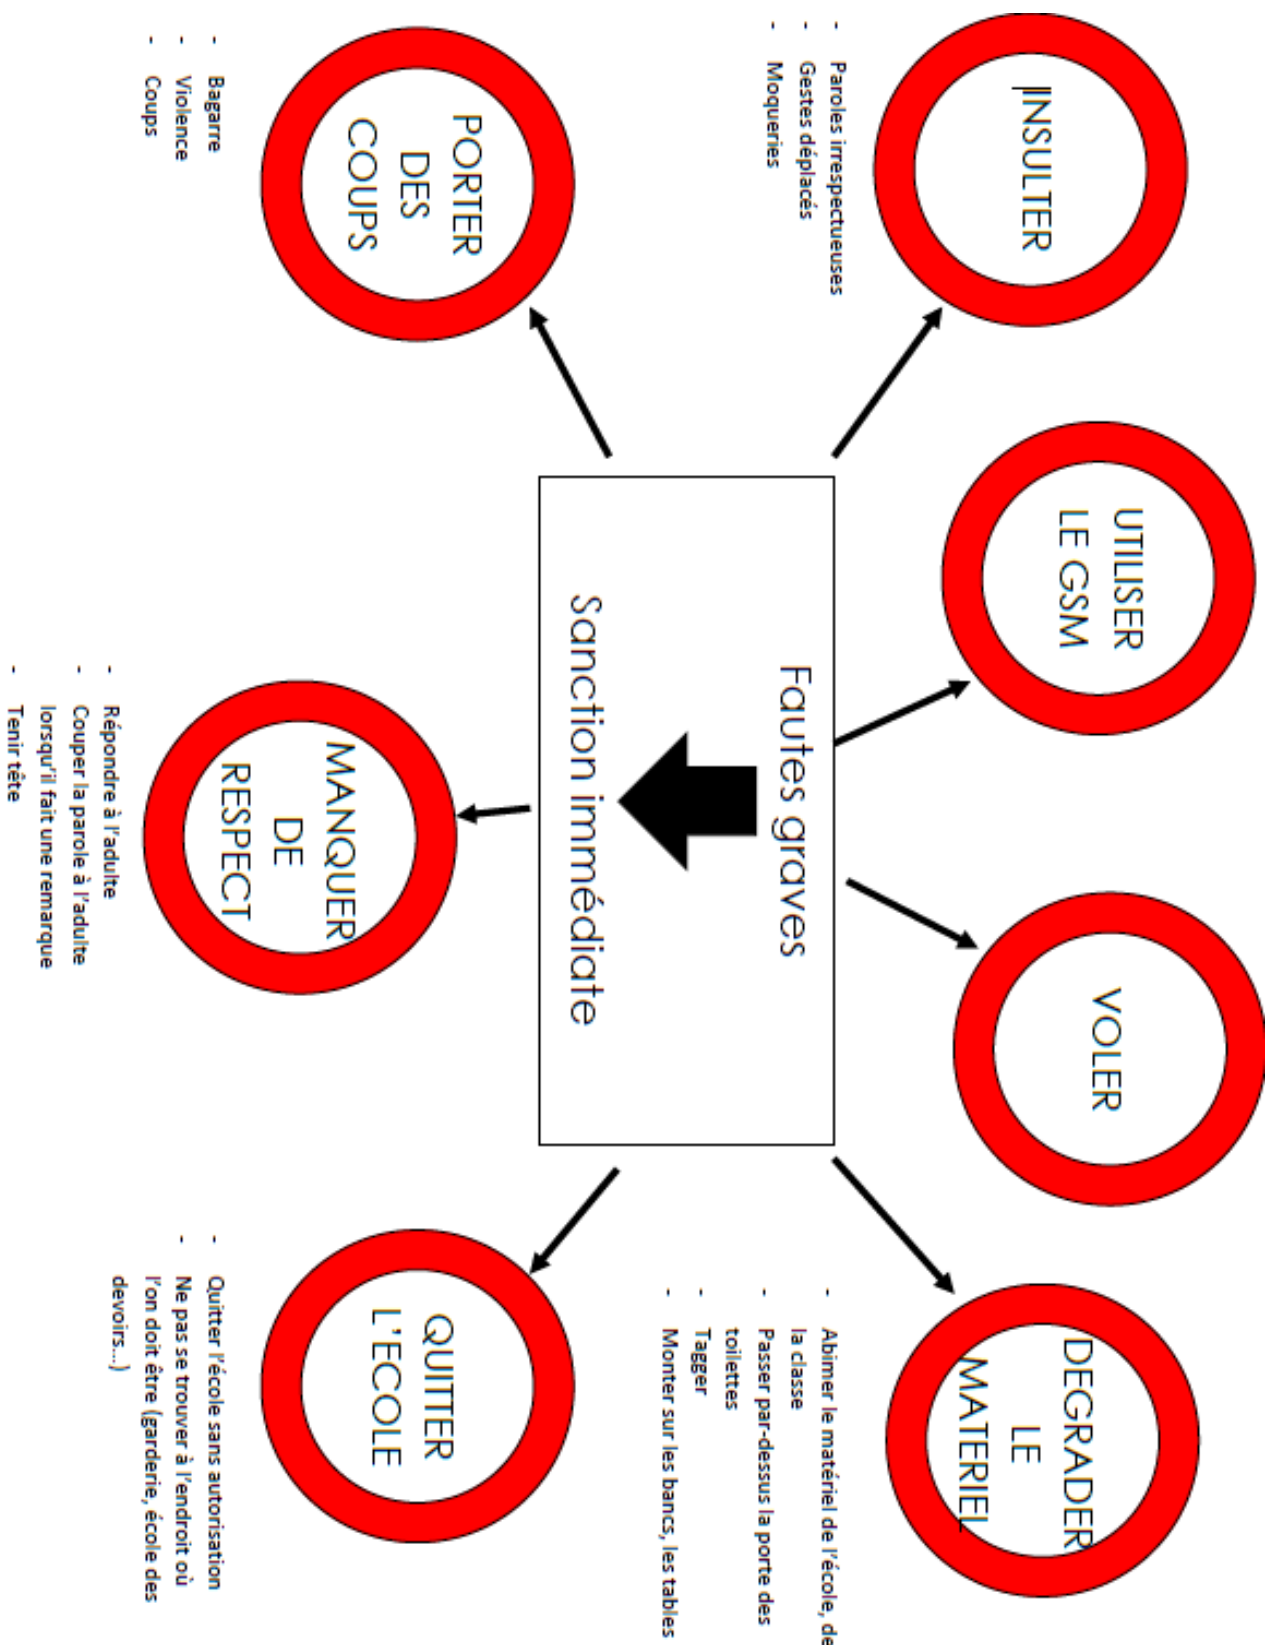 INSULTER
- Paroles irrespectueuses
- Gestes déplacés
- Moqueries
UTILISER
LE GSM
VOLER
DEGRADER
LE
MATERIEL
- Abimer le matériel de l'école, de
la classe
- Passer par-dessus la porte des
toilettes
- Tagger
- Monter sur les bancs, les tables
Fautes graves
Sanction immédiate
PORTER
DES
COUPS
- Bagarre
- Violence
- Coups
MANQUER
DE
RESPECT
- Répondre à l'adulte
- Couper la parole à l'adulte
lorsqu'il fait une remarque
- Tenir tête
QUITTER
L'ECOLE
- Quitter l'école sans autorisation
- Ne pas se trouver à l'endroit où
l'on doit être (garderie, école des
devoirs...)